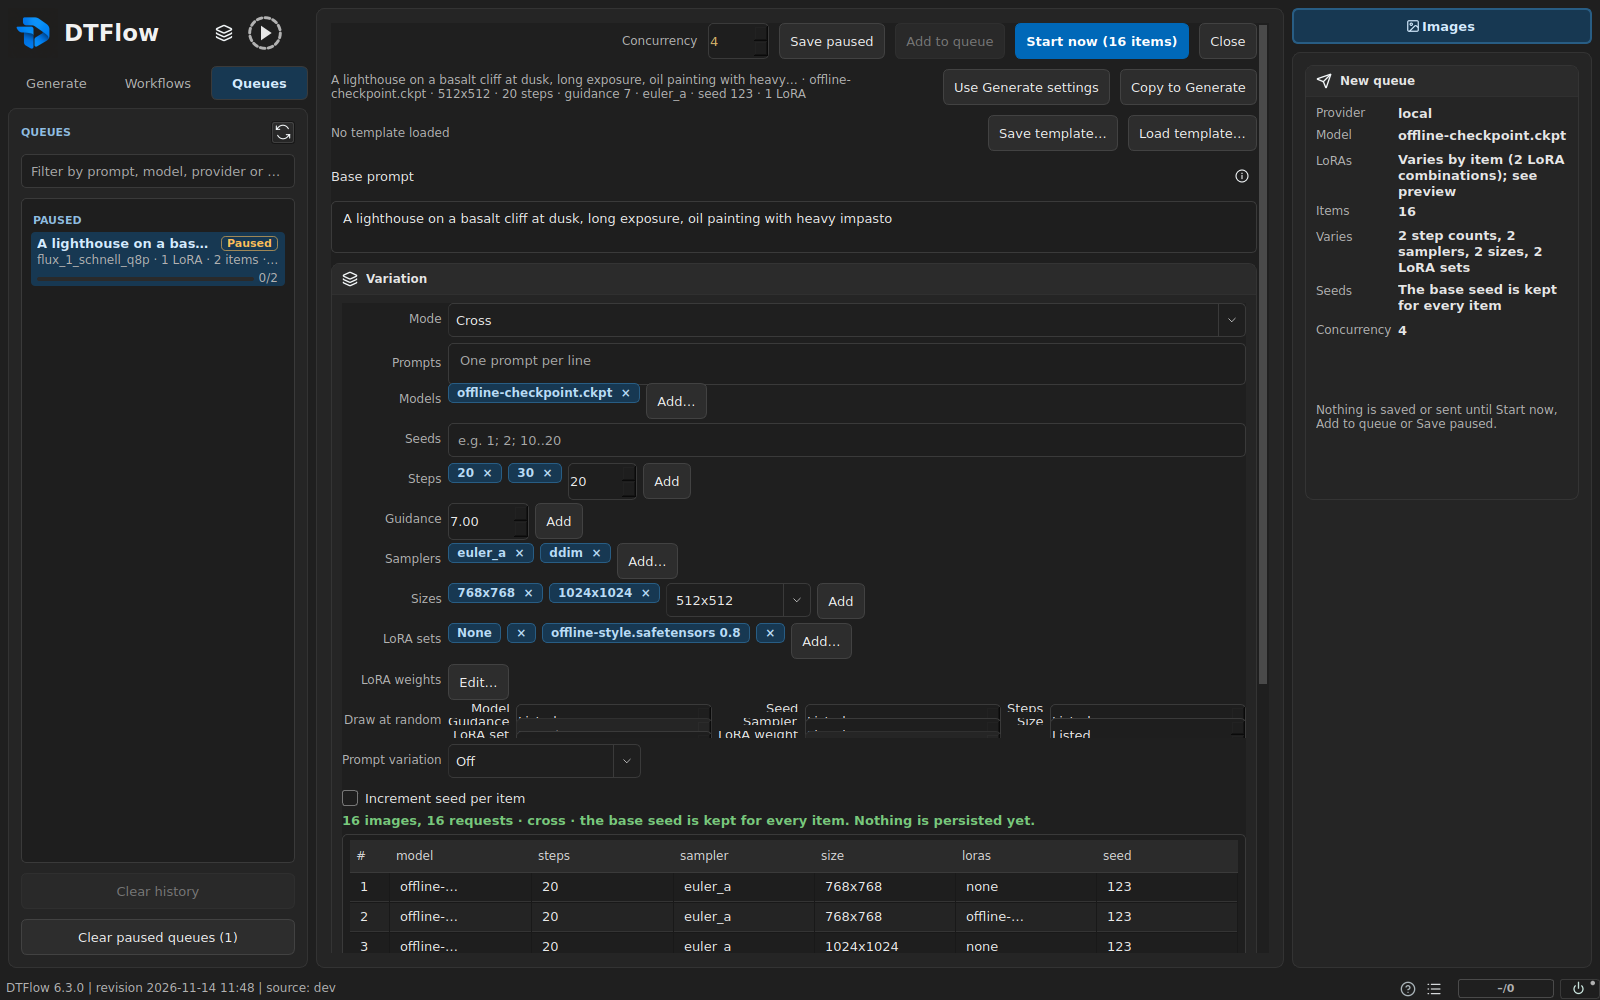 DTFlow
Generate
Workflows
Queues
QUEUES
Filter by prompt, model, provider or ...
PAUSED
A lighthouse on a bas...
Paused
flux_1_schnell_q8p · 1 LoRA · 2 items ·...
0/2
Clear history
Clear paused queues (1)
Concurrency
4
Save paused
Add to queue
Start now (16 items)
Close
A lighthouse on a basalt cliff at dusk, long exposure, oil painting with heavy... · offline-
checkpoint.ckpt · 512x512 · 20 steps · guidance 7 · euler_a · seed 123 · 1 LoRA
Use Generate settings
Copy to Generate
No template loaded
Save template...
Load template...
Base prompt
A lighthouse on a basalt cliff at dusk, long exposure, oil painting with heavy impasto
Variation
Mode
Cross
Prompts
One prompt per line
Models
offline-checkpoint.ckpt ×
Add...
Seeds
e.g. 1; 2; 10..20
Steps
20 ×
30 ×
20
Add
Guidance
7.00
Add
Samplers
euler_a ×
ddim ×
Add...
Sizes
768x768 ×
1024x1024 ×
512x512
Add
LoRA sets
None
×
offline-style.safetensors 0.8
×
Add...
LoRA weights
Edit...
Draw at random
Model
Seed
Steps
Guidance
Sampler
Size
LoRA set
LoRA weight
Listed
Prompt variation
Off
Increment seed per item
16 images, 16 requests · cross · the base seed is kept for every item. Nothing is persisted yet.
# model steps sampler size loras seed
1 offline-... 20 euler_a 768x768 none 123
2 offline-... 20 euler_a 768x768 offline-... 123
3 offline-... 20 euler_a 1024x1024 none 123
Images
New queue
Provider local
Model offline-checkpoint.ckpt
LoRAs Varies by item (2 LoRA
combinations); see
preview
Items 16
Varies 2 step counts, 2
samplers, 2 sizes, 2
LoRA sets
Seeds The base seed is kept
for every item
Concurrency 4
Nothing is saved or sent until Start now,
Add to queue or Save paused.
DTFlow 6.3.0 | revision 2026-11-14 11:48 | source: dev
–/0